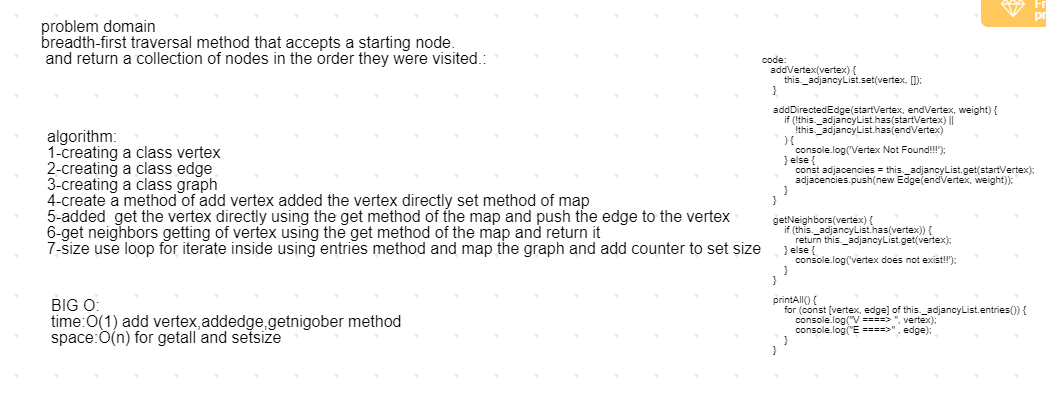 problem domain
breadth-first traversal method that accepts a starting node.
and return a collection of nodes in the order they were visited.:
algorithm:
1-creating a class vertex
2-creating a class edge
3-creating a class graph
4-create a method of add vertex added the vertex directly set method of map
5-added  get the vertex directly using the get method of the map and push the edge to the vertex
6-get neighbors getting of vertex using the get method of the map and return it
7-size use loop for iterate inside using entries method and map the graph and add counter to set size
BIG O:
time:O(1) add vertex,addedge,getnigober method
space:O(n) for getall and setsize
code:
addVertex(vertex) {
this._adjancyList.set(vertex, []);
}
addDirectedEdge(startVertex, endVertex, weight) {
if (!this._adjancyList.has(startVertex) ||
!this._adjancyList.has(endVertex)
) {
console.log('Vertex Not Found!!!');
} else {
const adjacencies = this._adjancyList.get(startVertex);
adjacencies.push(new Edge(endVertex, weight));
}
}
getNeighbors(vertex) {
if (this._adjancyList.has(vertex)) {
return this._adjancyList.get(vertex);
} else {
console.log('vertex does not exist!!');
}
}
printAll() {
for (const [vertex, edge] of this._adjancyList.entries()) {
console.log("V ====> ", vertex);
console.log("E ====>" , edge);
}
}